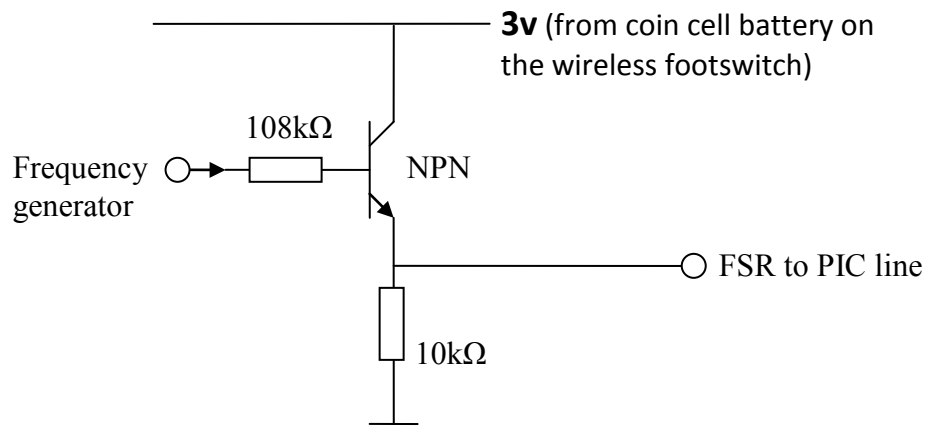 3v (from coin cell battery on
the wireless footswitch)
108kΩ
Frequency
generator
NPN
FSR to PIC line
10kΩ